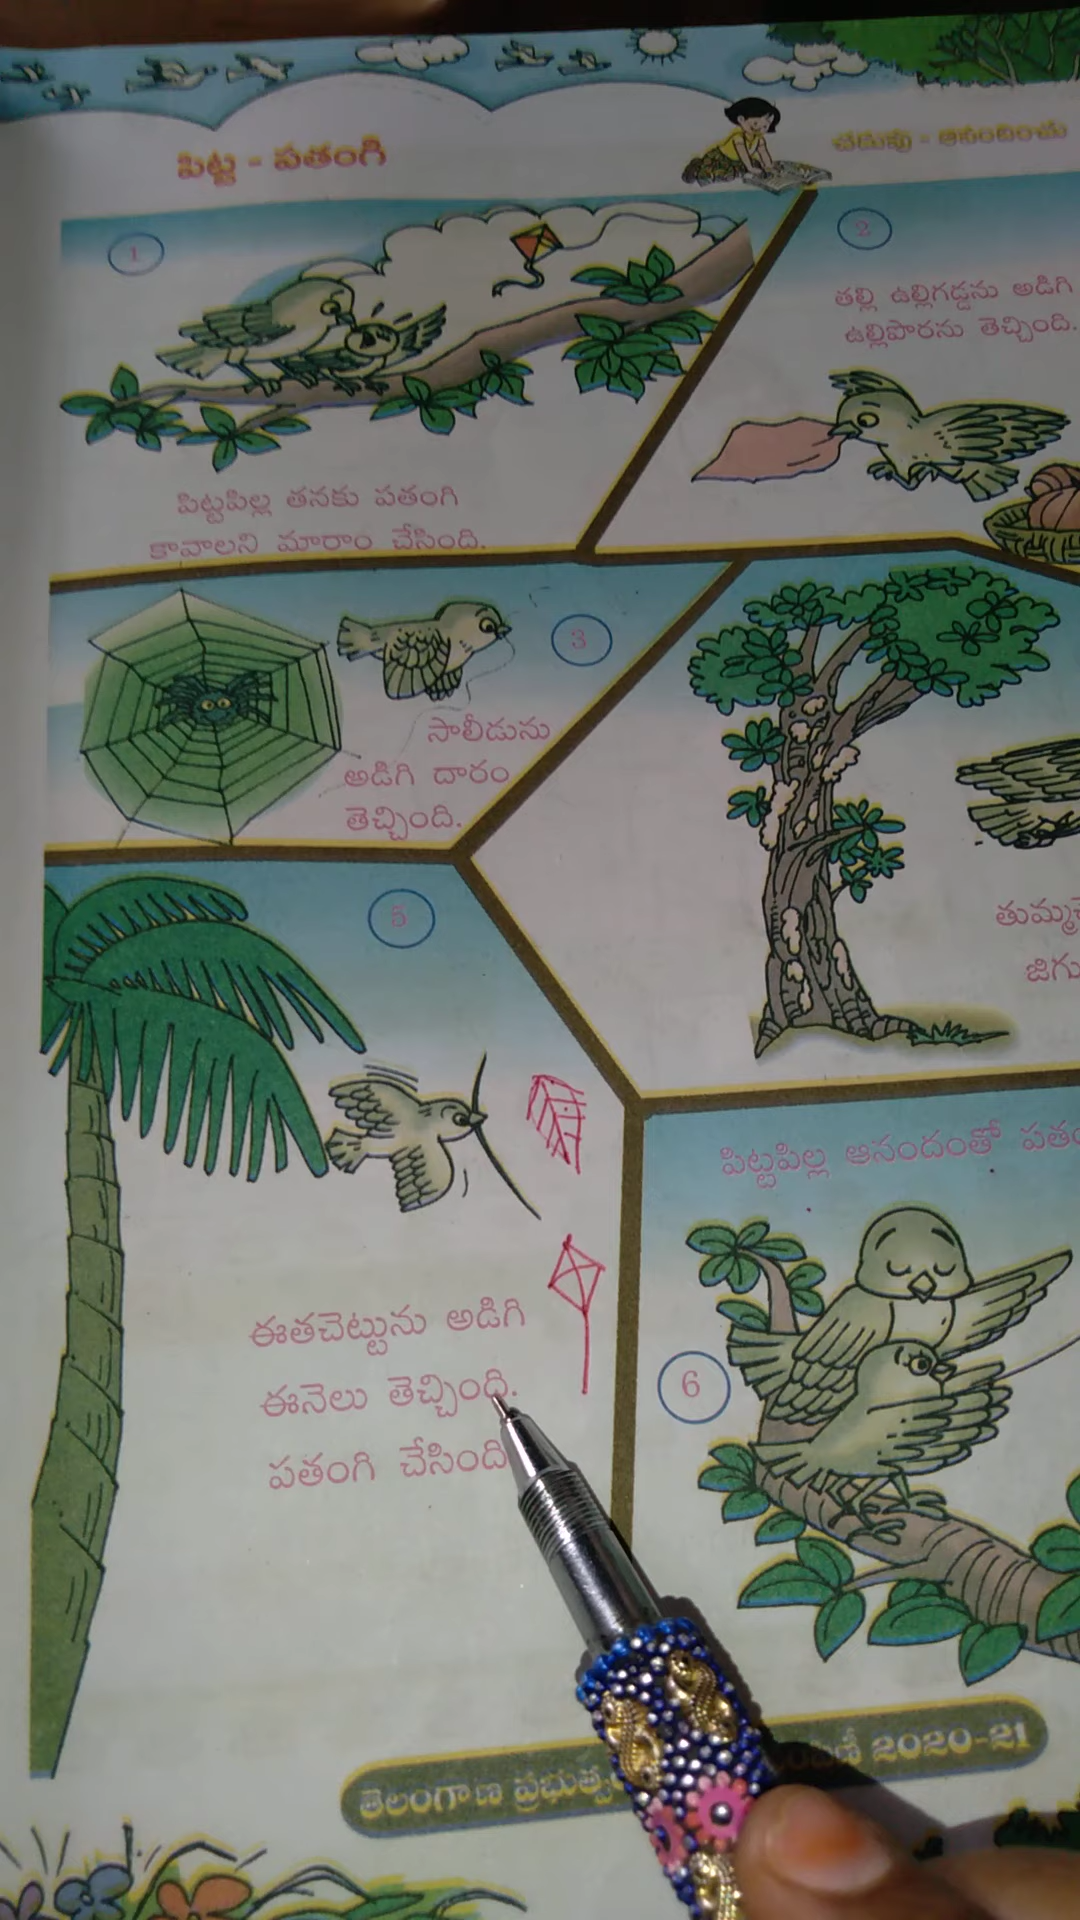 పిట్ట - పతంగి
చదువు - ఆనందించు
1
పిట్టపిల్ల తనకు పతంగి
కావాలని మారాం చేసింది.
2
తల్లి ఉల్లిగడ్డను అడిగి
ఉల్లిపొరను తెచ్చింది.
3
సాలీడును
అడిగి దారం
తెచ్చింది.
5
ఈతచెట్టును అడిగి
ఈనెలు తెచ్చింది.
పతంగి చేసింది
పిట్టపిల్ల ఆనందంతో
6
తెలంగాణ 2020-21